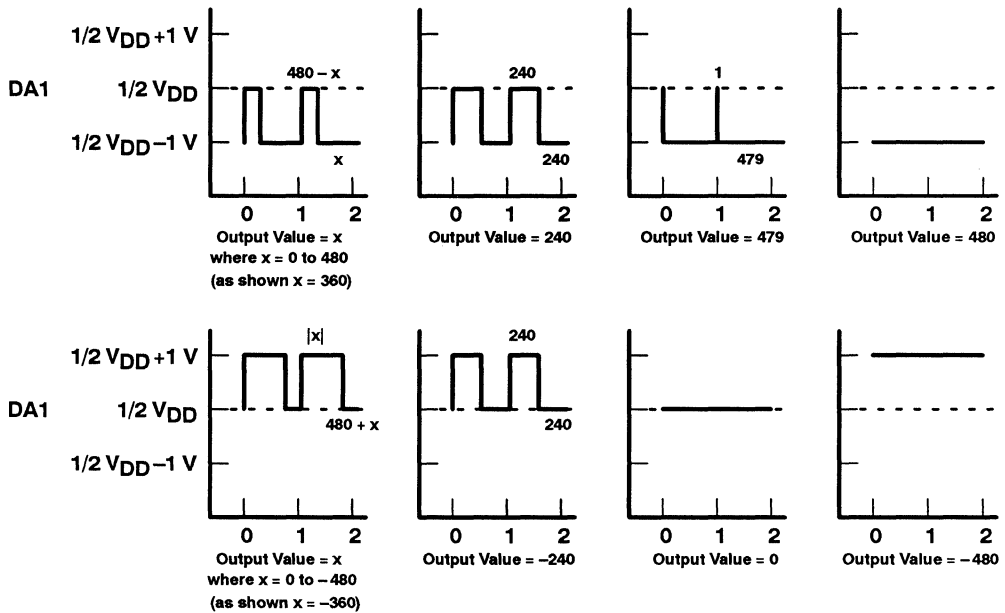 1/2 VDD+1 V
DA1 1/2 VDD
1/2 VDD−1 V
480 − x
x
0 1 2
Output Value = x
where x = 0 to 480
(as shown x = 360)
240
240
0 1 2
Output Value = 240
1
479
0 1 2
Output Value = 479
0 1 2
Output Value = 480
1/2 VDD+1 V
DA1 1/2 VDD
1/2 VDD−1 V
|x|
480 + x
0 1 2
Output Value = x
where x = 0 to −480
(as shown x = −360)
240
240
0 1 2
Output Value = −240
0 1 2
Output Value = 0
0 1 2
Output Value = −480